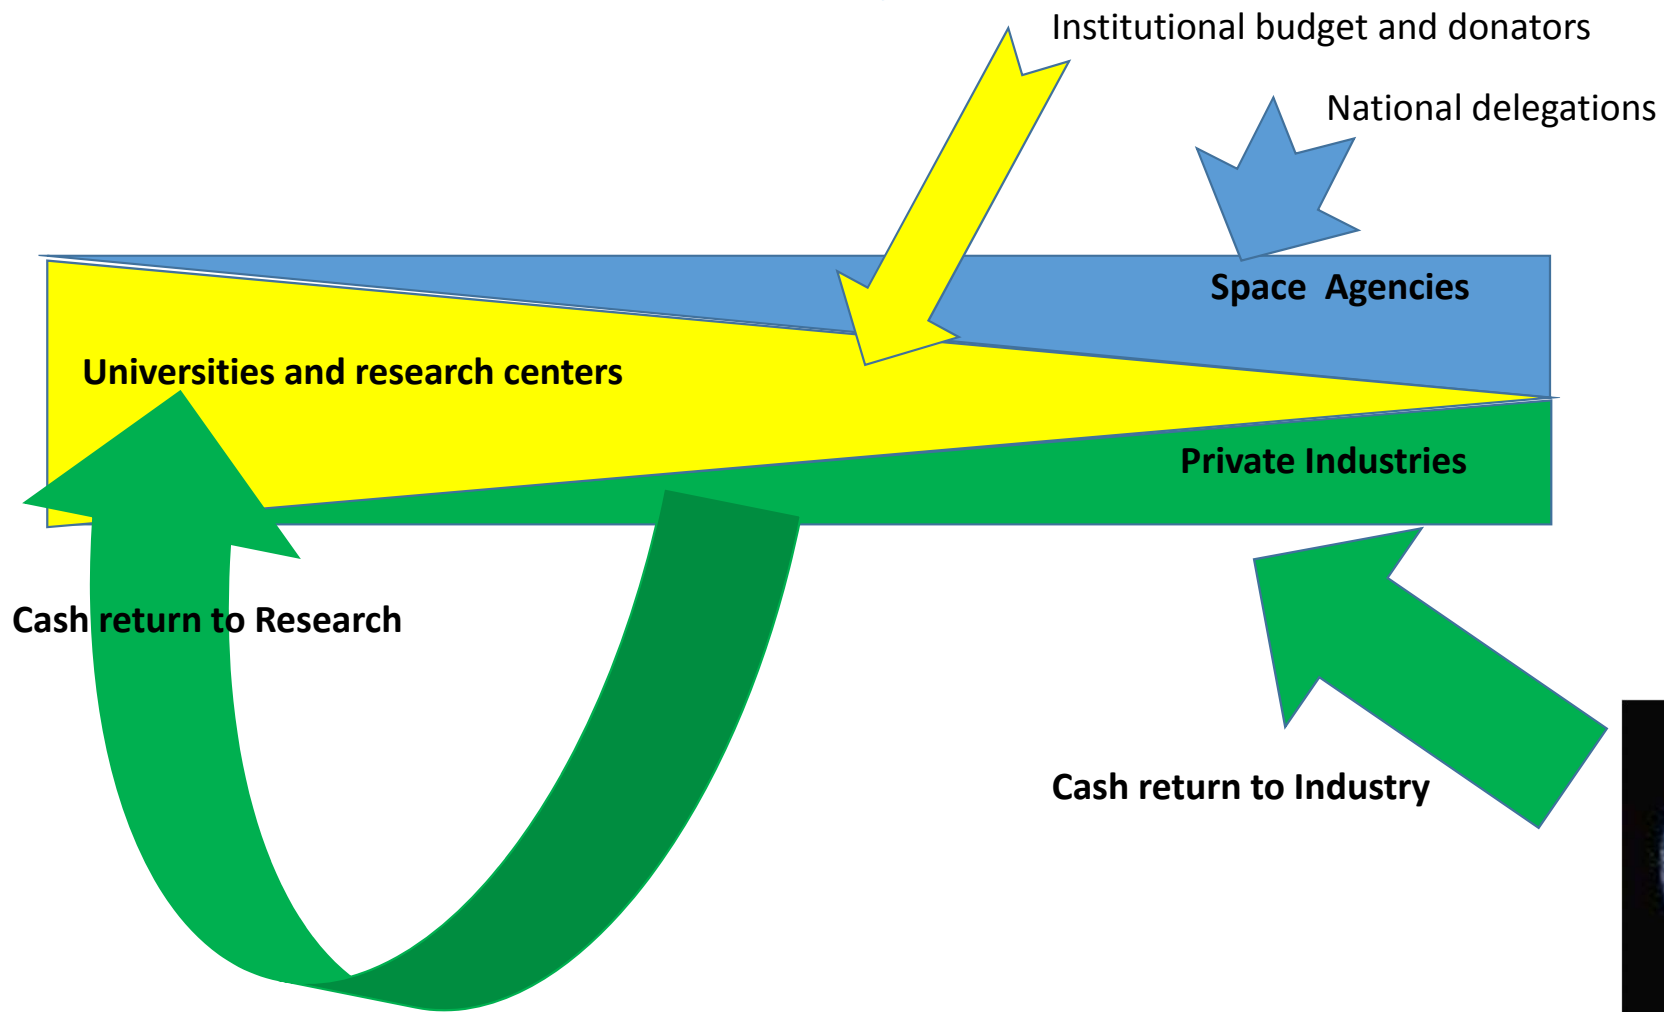 Institutional budget and donators
National delegations
Space Agencies
Universities and research centers
Private Industries
Cash return to Research
Cash return to Industry